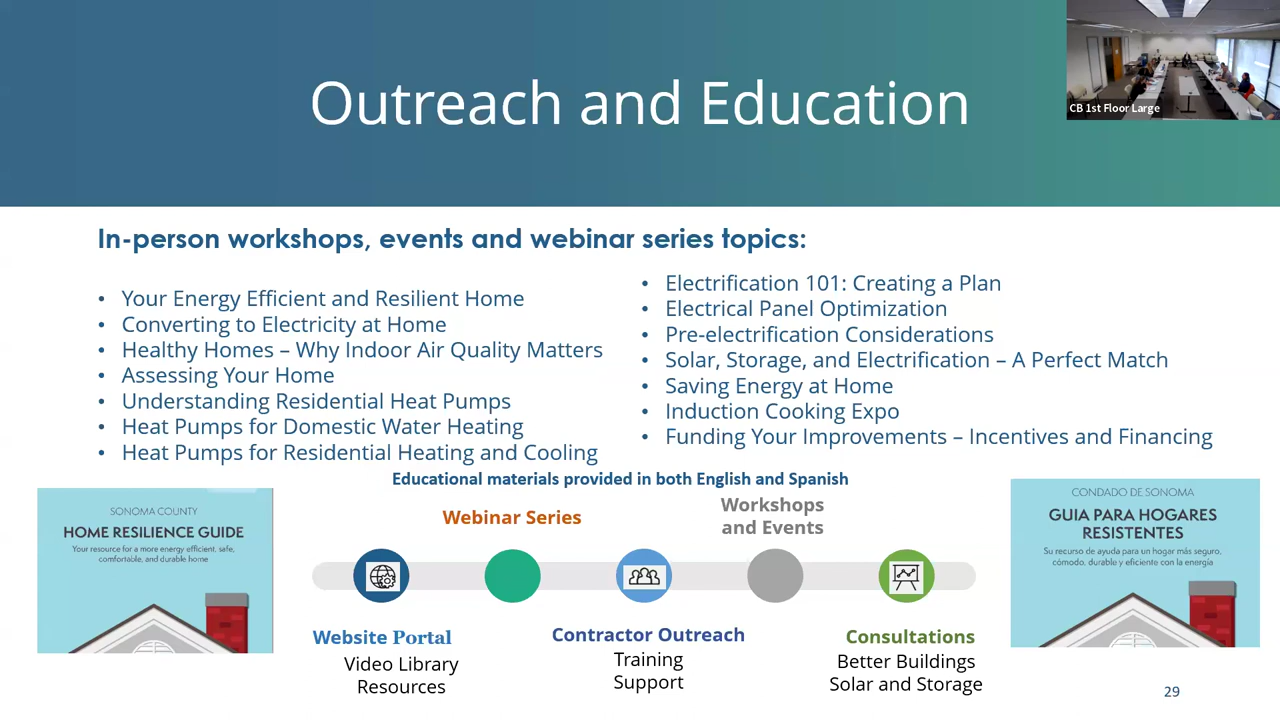 Outreach and Education
CB 1st Floor Large
In-person workshops, events and webinar series topics:
• Your Energy Efficient and Resilient Home
• Converting to Electricity at Home
• Healthy Homes – Why Indoor Air Quality Matters
• Assessing Your Home
• Understanding Residential Heat Pumps
• Heat Pumps for Domestic Water Heating
• Heat Pumps for Residential Heating and Cooling
• Electrification 101: Creating a Plan
• Electrical Panel Optimization
• Pre-electrification Considerations
• Solar, Storage, and Electrification – A Perfect Match
• Saving Energy at Home
• Induction Cooking Expo
• Funding Your Improvements – Incentives and Financing
Educational materials provided in both English and Spanish
SONOMA COUNTY
HOME RESILIENCE GUIDE
Your resource for a more energy efficient, safe,
comfortable, and durable home
Webinar Series
Workshops
and Events
Website Portal
Video Library
Resources
Contractor Outreach
Training
Support
Consultations
Better Buildings
Solar and Storage
CONDADO DE SONOMA
GUIA PARA HOGARES
RESISTENTES
Su recurso de ayuda para un hogar más seguro,
cómodo, durable y eficiente con la energía
29